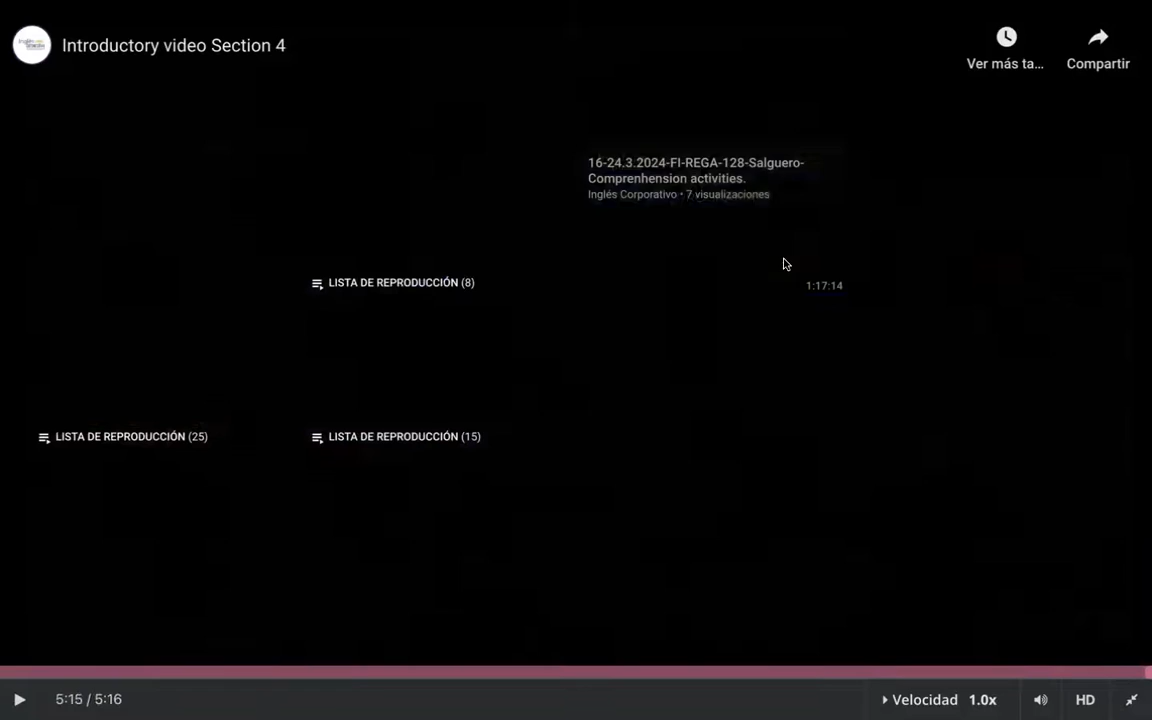 Introductory video Section 4
Ver más ta...
Compartir
16-24.3.2024-FI-REGA-128-Salguero-
Comprenhension activities.
Inglés Corporativo • 7 visualizaciones
LISTA DE REPRODUCCIÓN (8)
1:17:14
LISTA DE REPRODUCCIÓN (25)
LISTA DE REPRODUCCIÓN (15)
5:15 / 5:16
Velocidad 1.0x
HD